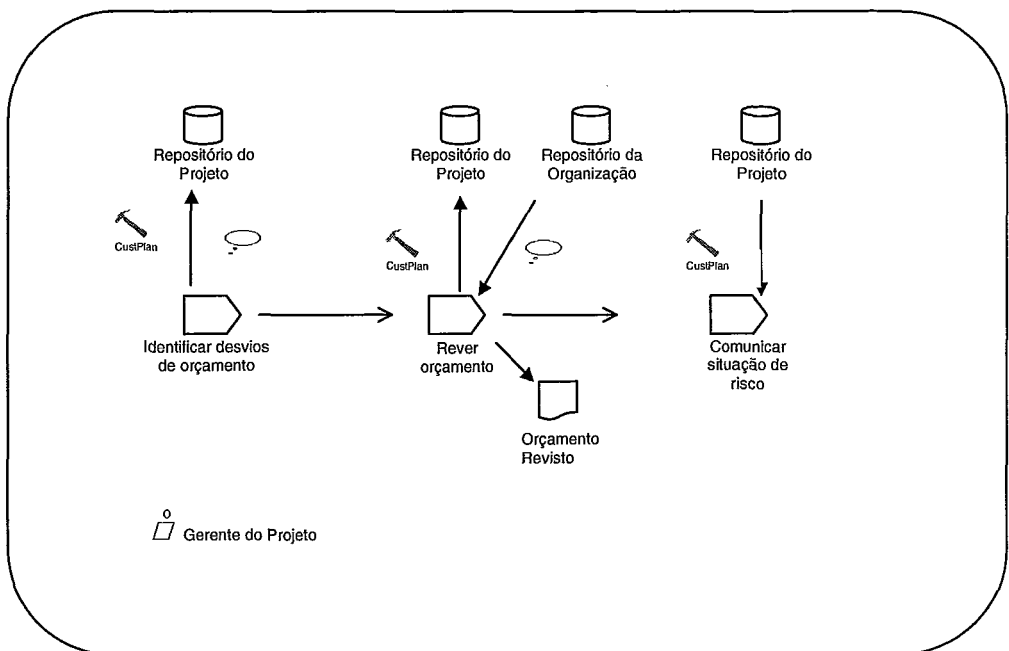 Repositório do
Projeto
Repositório do
Projeto
Repositório da
Organização
Repositório do
Projeto
CustPlan
CustPlan
CustPlan
Identificar desvios
de orçamento
Rever
orçamento
Comunicar
situação de
risco
Orçamento
Revisto
Gerente do Projeto